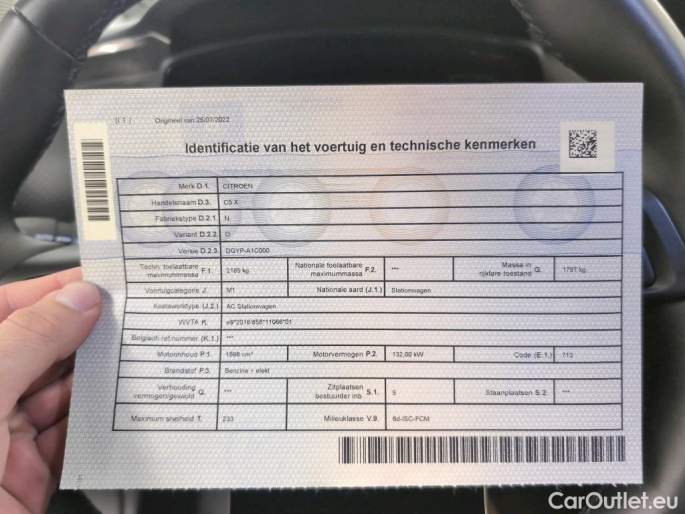 Origineel van 25/07/2022
Identificatie van het voertuig en technische kenmerken
Merk D.1. CITROEN
Handelsnaam D.3. C5 X
Fabriekstype D.2.1. N
Variant D.2.2. D
Versie D.2.3. DGYP-A1C000
Techn. toelaatbare maximummassa F.1. 2185 kg Nationale toelaatbare maximummassa F.2. *** Massa in rijklare toestand G. 1797 kg
Voertuigcategorie J. M1 Nationale aard (J.1.) Stationwagen
Koetswerktype (J.2.) AC Stationwagen
WVTA K. e9*2018/858*11066*01
Belgisch ref.nummer (K.1.) ***
Motorinhoud P.1. 1598 cm³ Motorvermogen P.2. 132,00 kW Code (E.1.) 713
Brandstof P.3. Benzine + elekt
Verhouding vermogen/gewicht Q. *** Zitplaatsen bestuurder inb. S.1. 5 Staanplaatsen S.2. ***
Maximum snelheid T. 233 Milieuklasse V.9. 6d-ISC-FCM
CarOutlet.eu